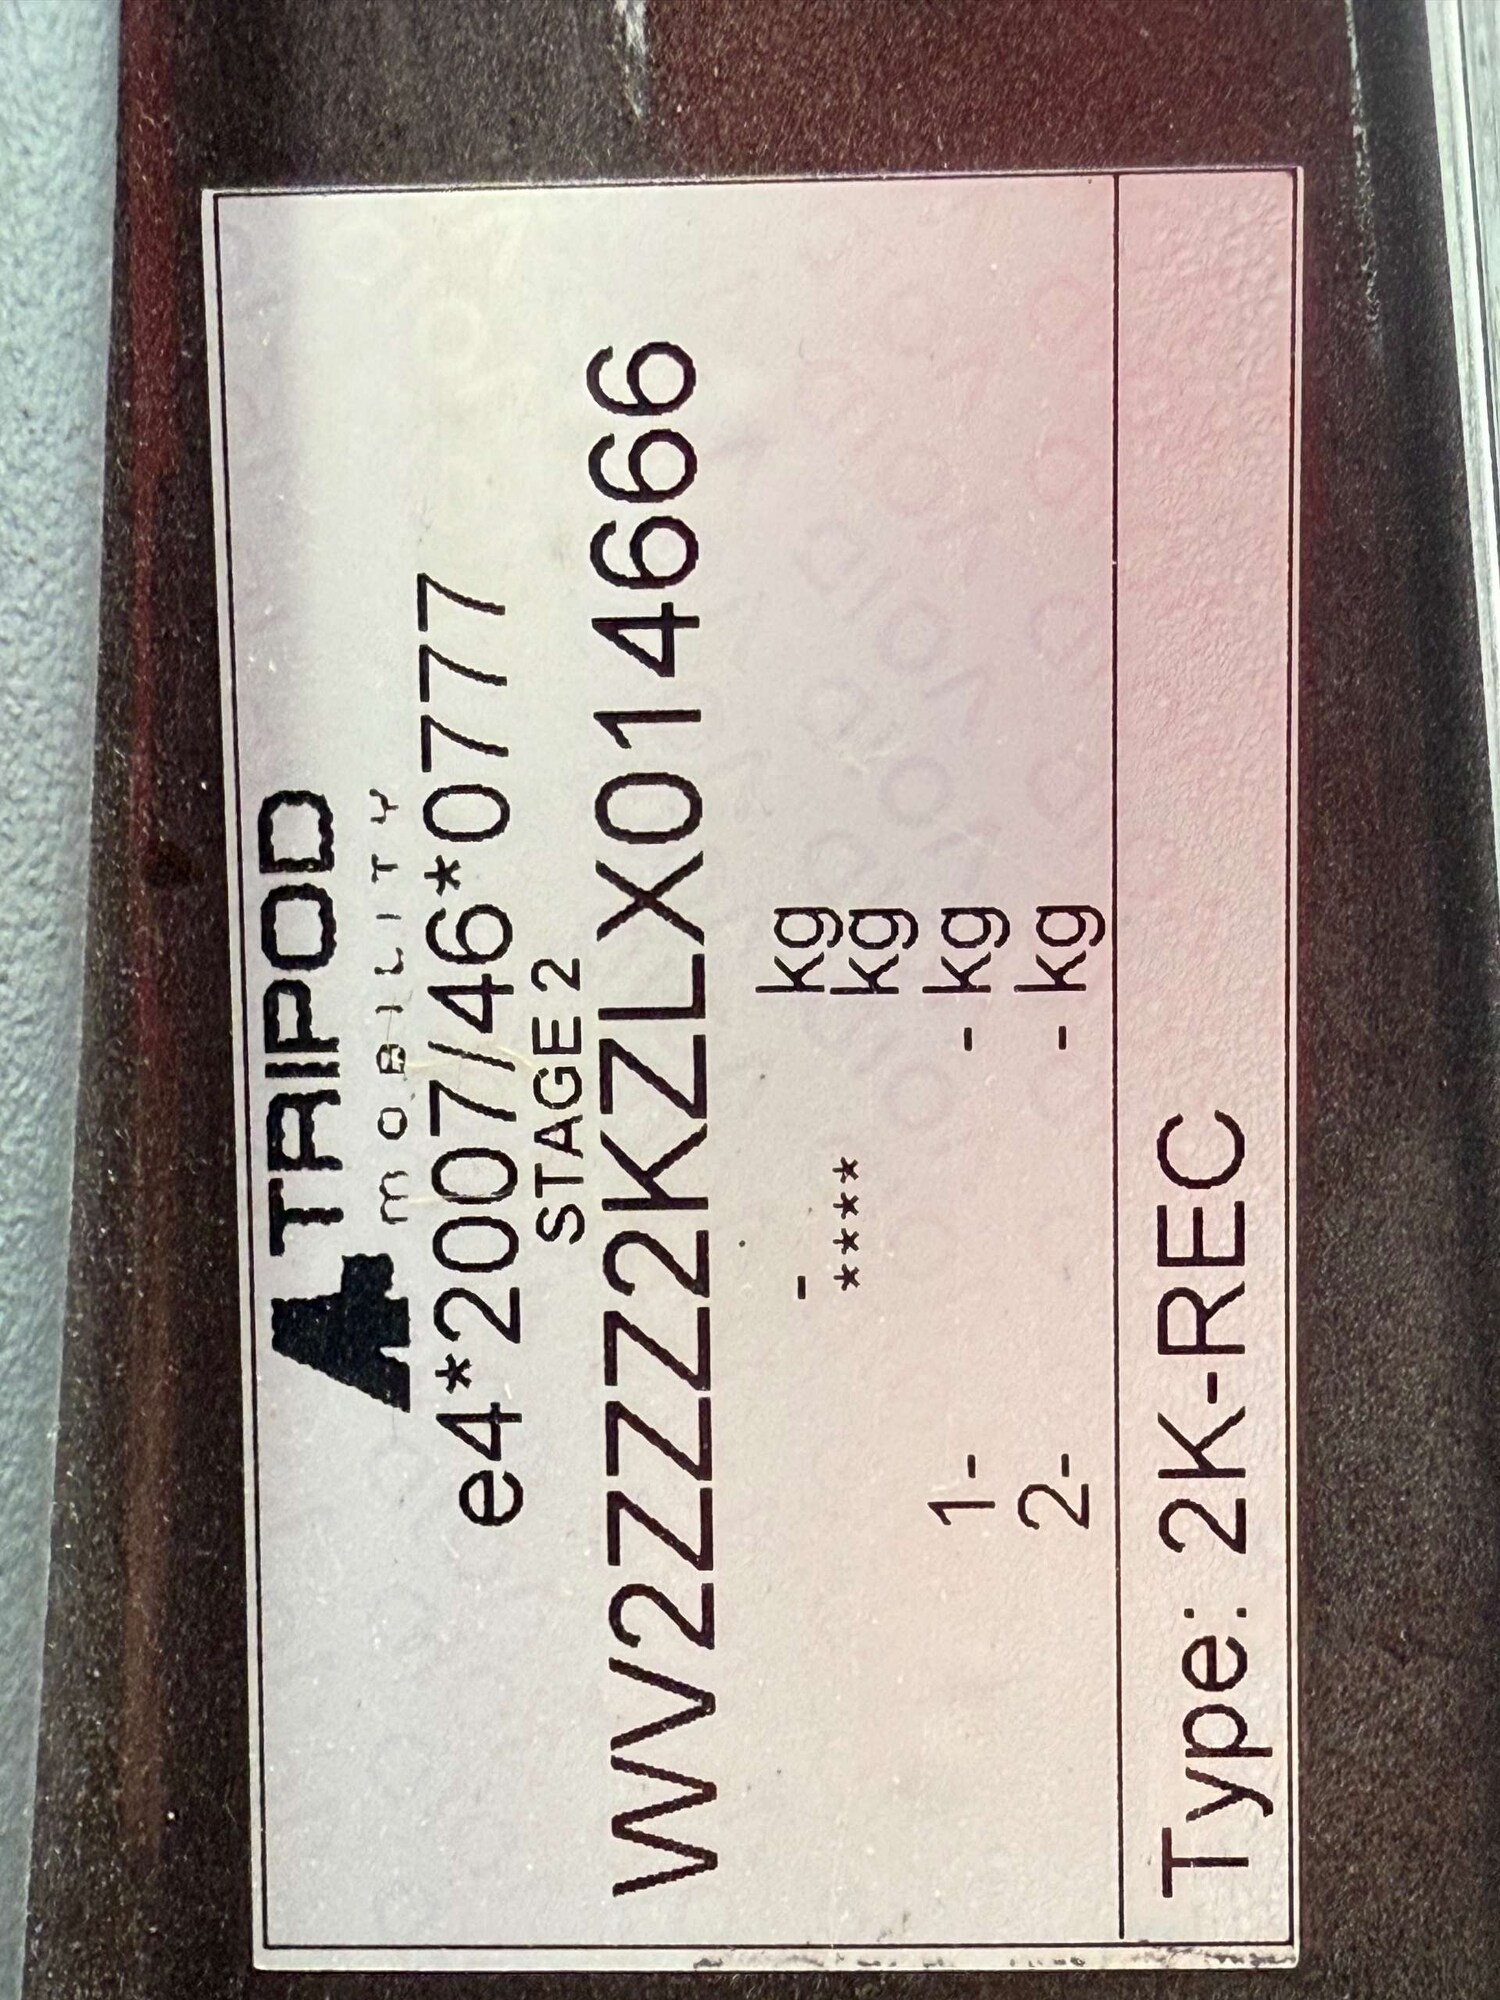 TRIPOD
MOBILITY
e4*2007/46*0777
STAGE 2
WV2ZZZ2KZLX014666
- kg
**** kg
1- - kg
2- - kg
Type: 2K-REC